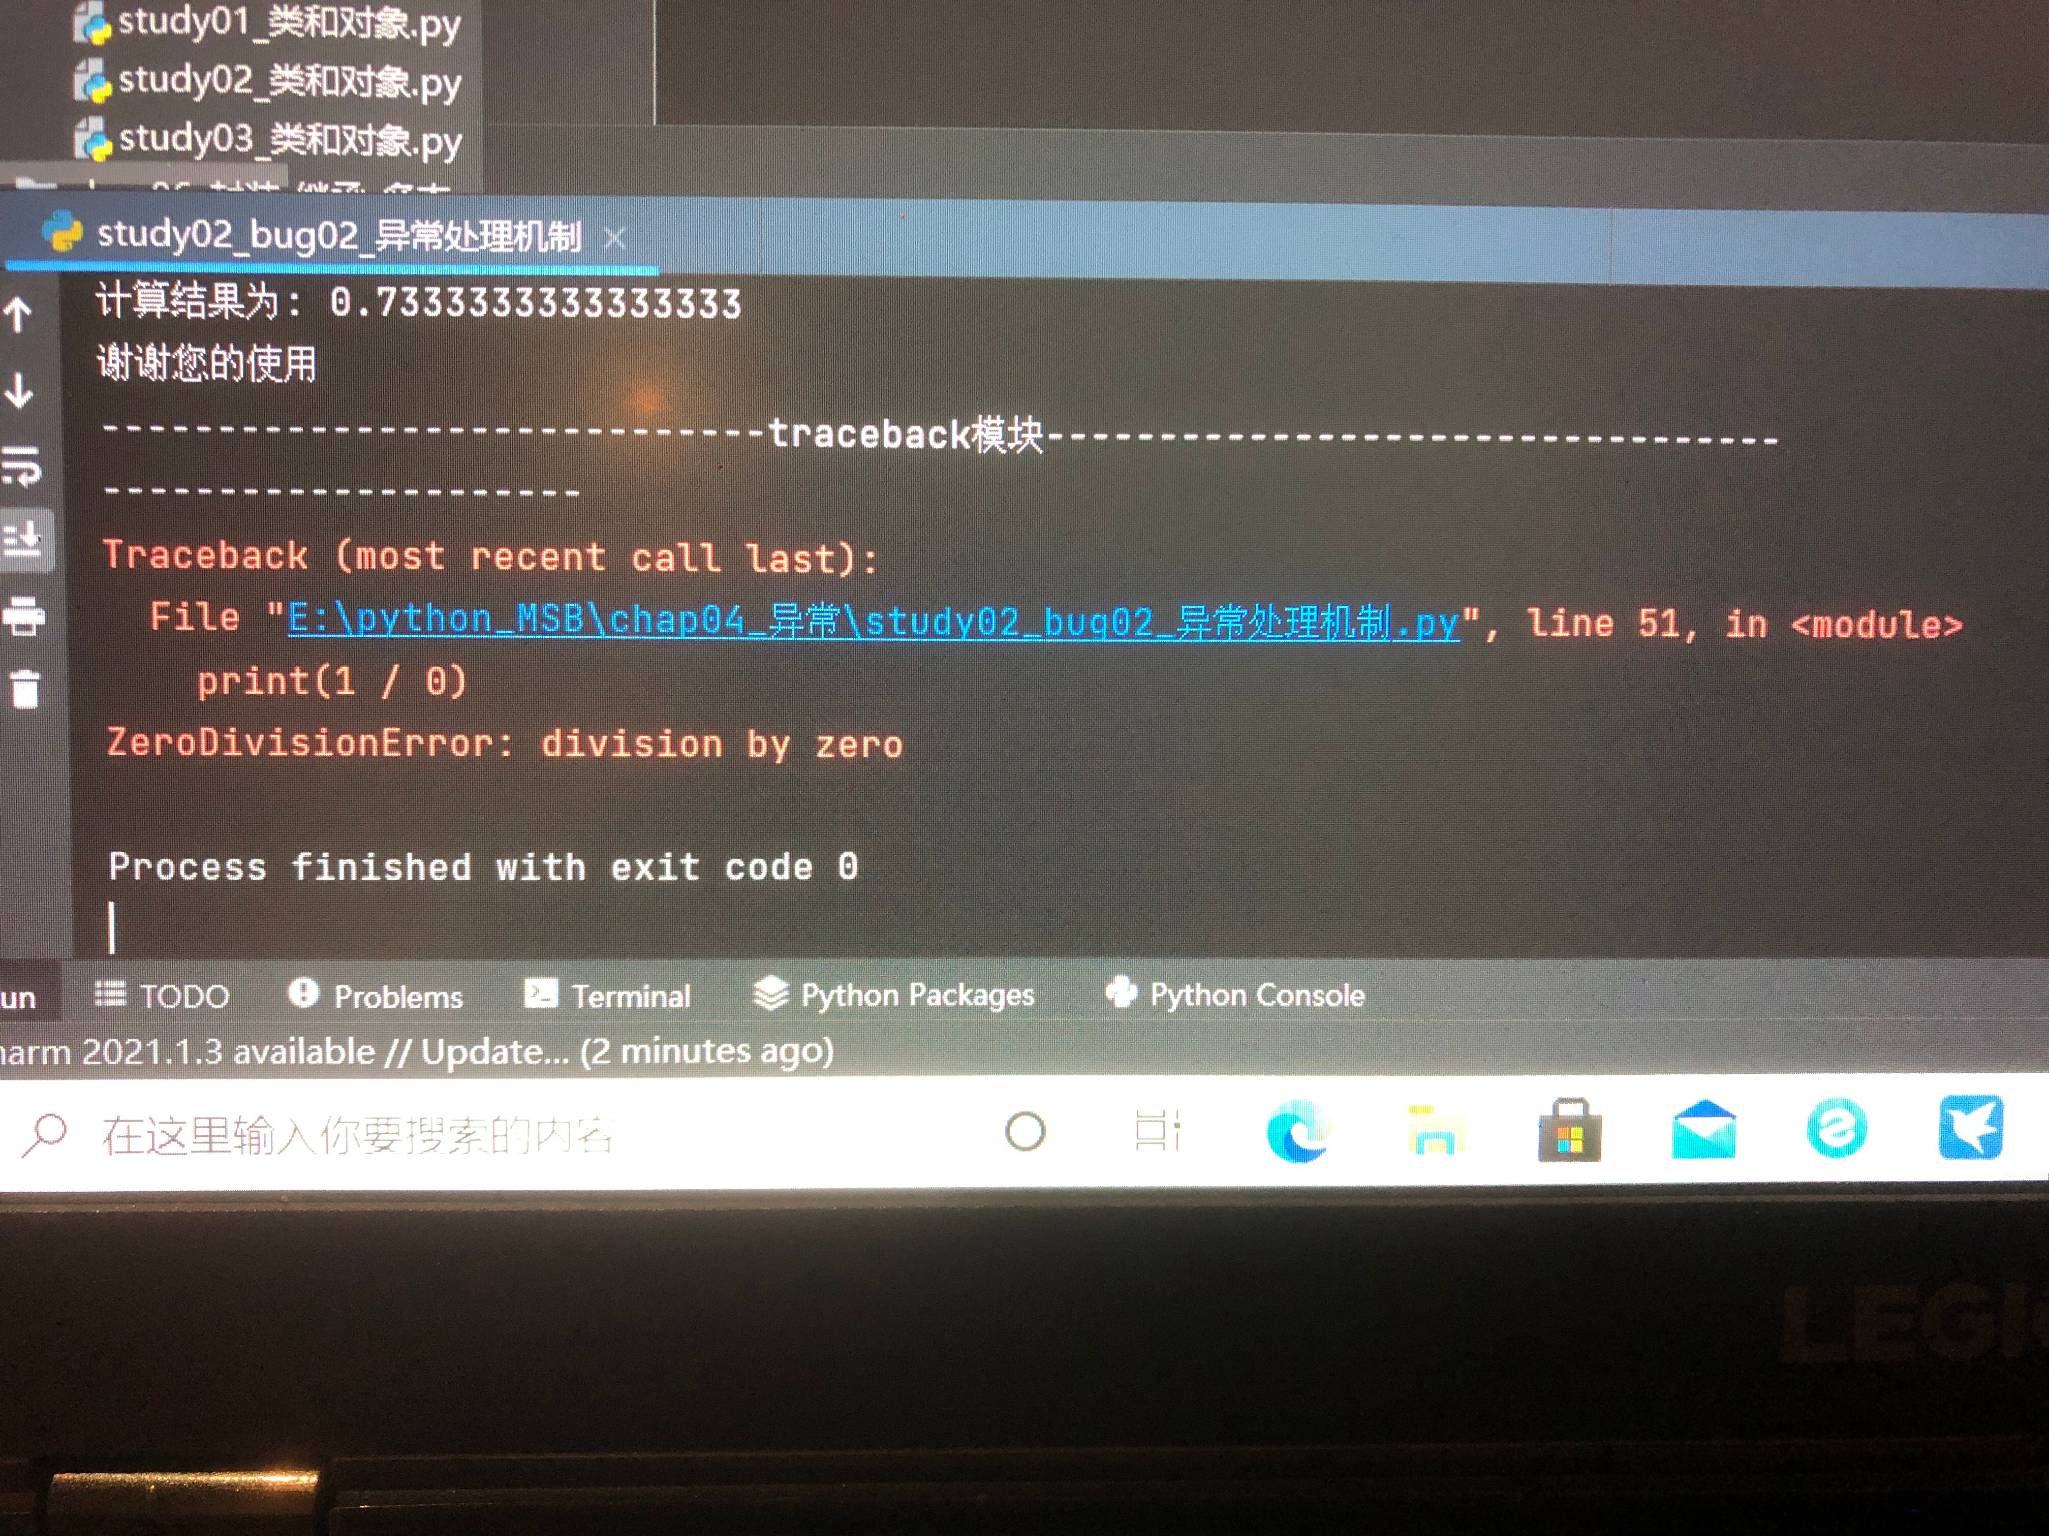 study01_类和对象.py
study02_类和对象.py
study03_类和对象.py
study02_bug02_异常处理机制
计算结果为: 0.7333333333333333
谢谢您的使用
-----------------------------traceback模块--------------------------------
---------------------
Traceback (most recent call last):
File "E:\python_MSB\chap04_异常\study02_bug02_异常处理机制.py", line 51, in <module>
print(1 / 0)
ZeroDivisionError: division by zero
Process finished with exit code 0
un TODO Problems Terminal Python Packages Python Console
harm 2021.1.3 available // Update... (2 minutes ago)
在这里输入你要搜索的内容
LEGI